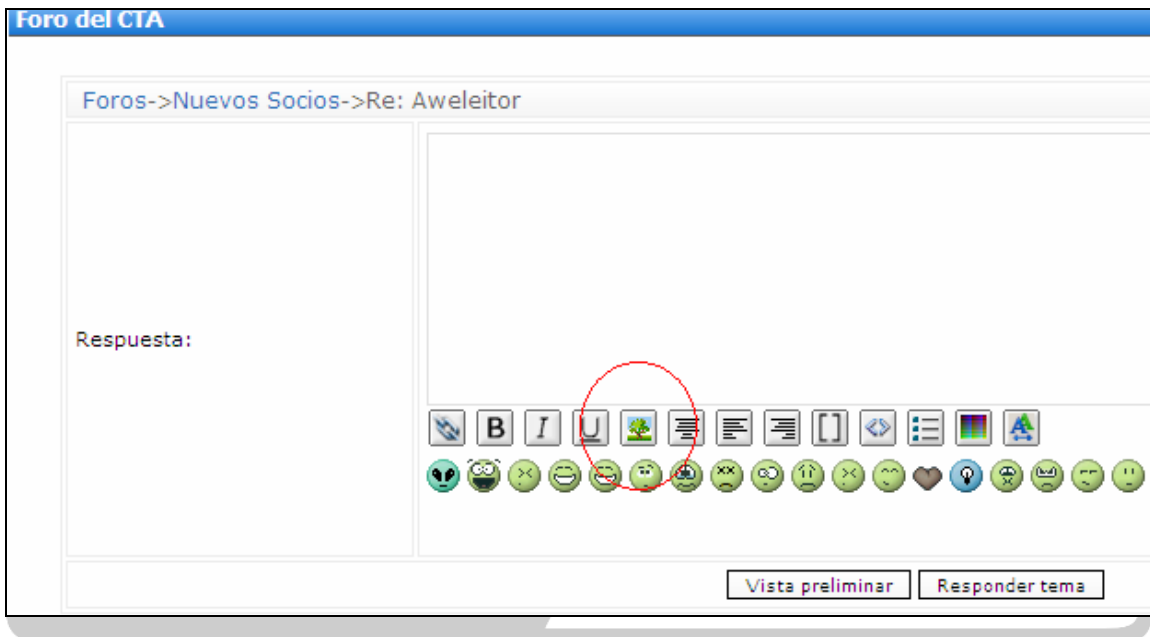 Foro del CTA
Foros->Nuevos Socios->Re: Aweleitor
Respuesta:
B I U
Vista preliminar Responder tema